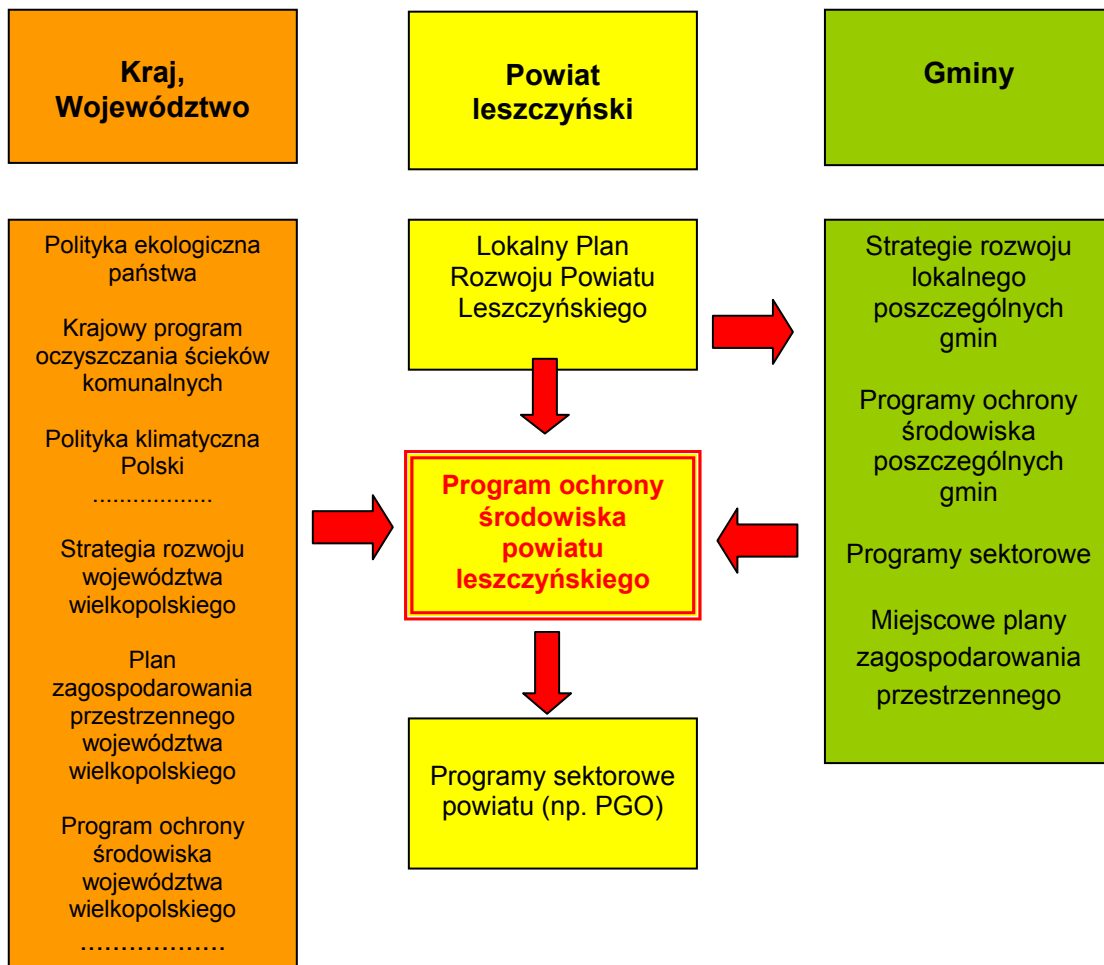 Kraj,
Województwo
Powiat
leszczyński
Gminy
Polityka ekologiczna
państwa
Krajowy program
oczyszczania ścieków
komunalnych
Polityka klimatyczna
Polski
..................
Strategia rozwoju
województwa
wielkopolskiego
Plan
zagospodarowania
przestrzennego
województwa
wielkopolskiego
Program ochrony
środowiska
województwa
wielkopolskiego
..................
Lokalny Plan
Rozwoju Powiatu
Leszczyńskiego
Program ochrony
środowiska
powiatu
leszczyńskiego
Programy sektorowe
powiatu (np. PGO)
Strategie rozwoju
lokalnego
poszczególnych
gmin
Programy ochrony
środowiska
poszczególnych
gmin
Programy sektorowe
Miejscowe plany
zagospodarowania
przestrzennego